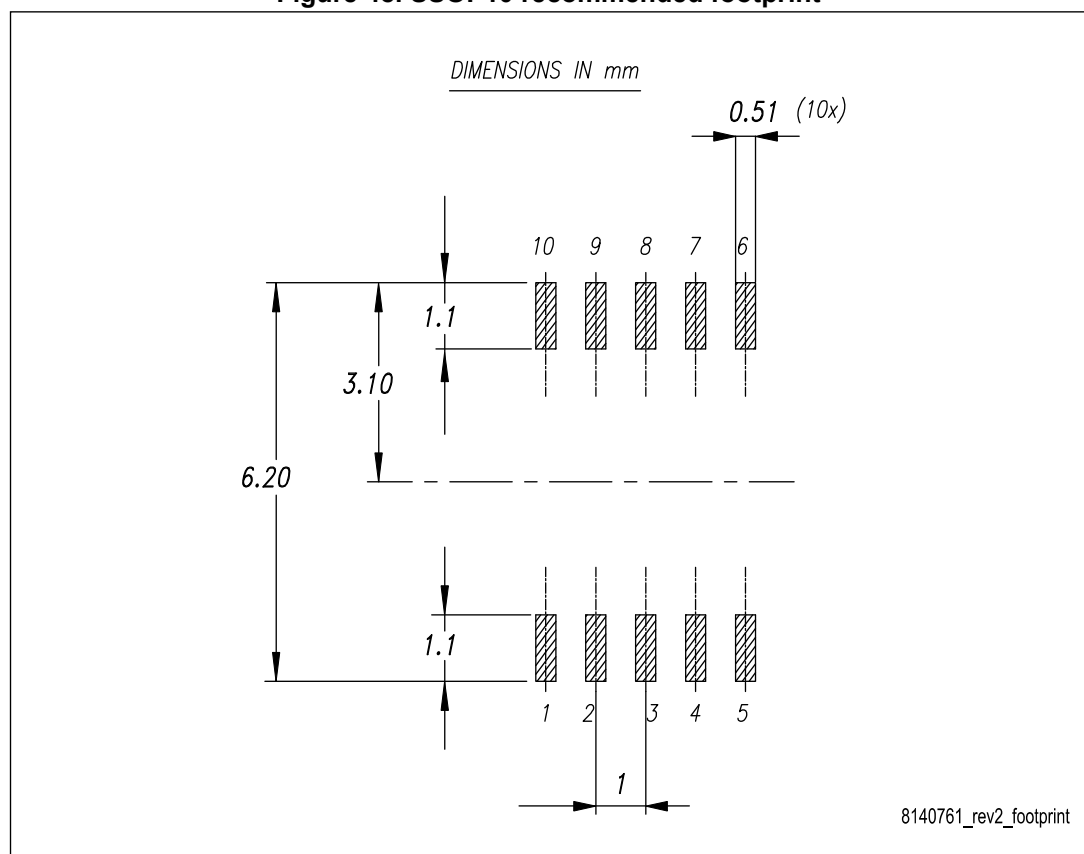 Figure SSOP10 recommended footprint
DIMENSIONS IN mm
0.51 (10x)
10 9 8 7 6
1.1
3.10
6.20
1.1
1 2 3 4 5
1
8140761_rev2_footprint